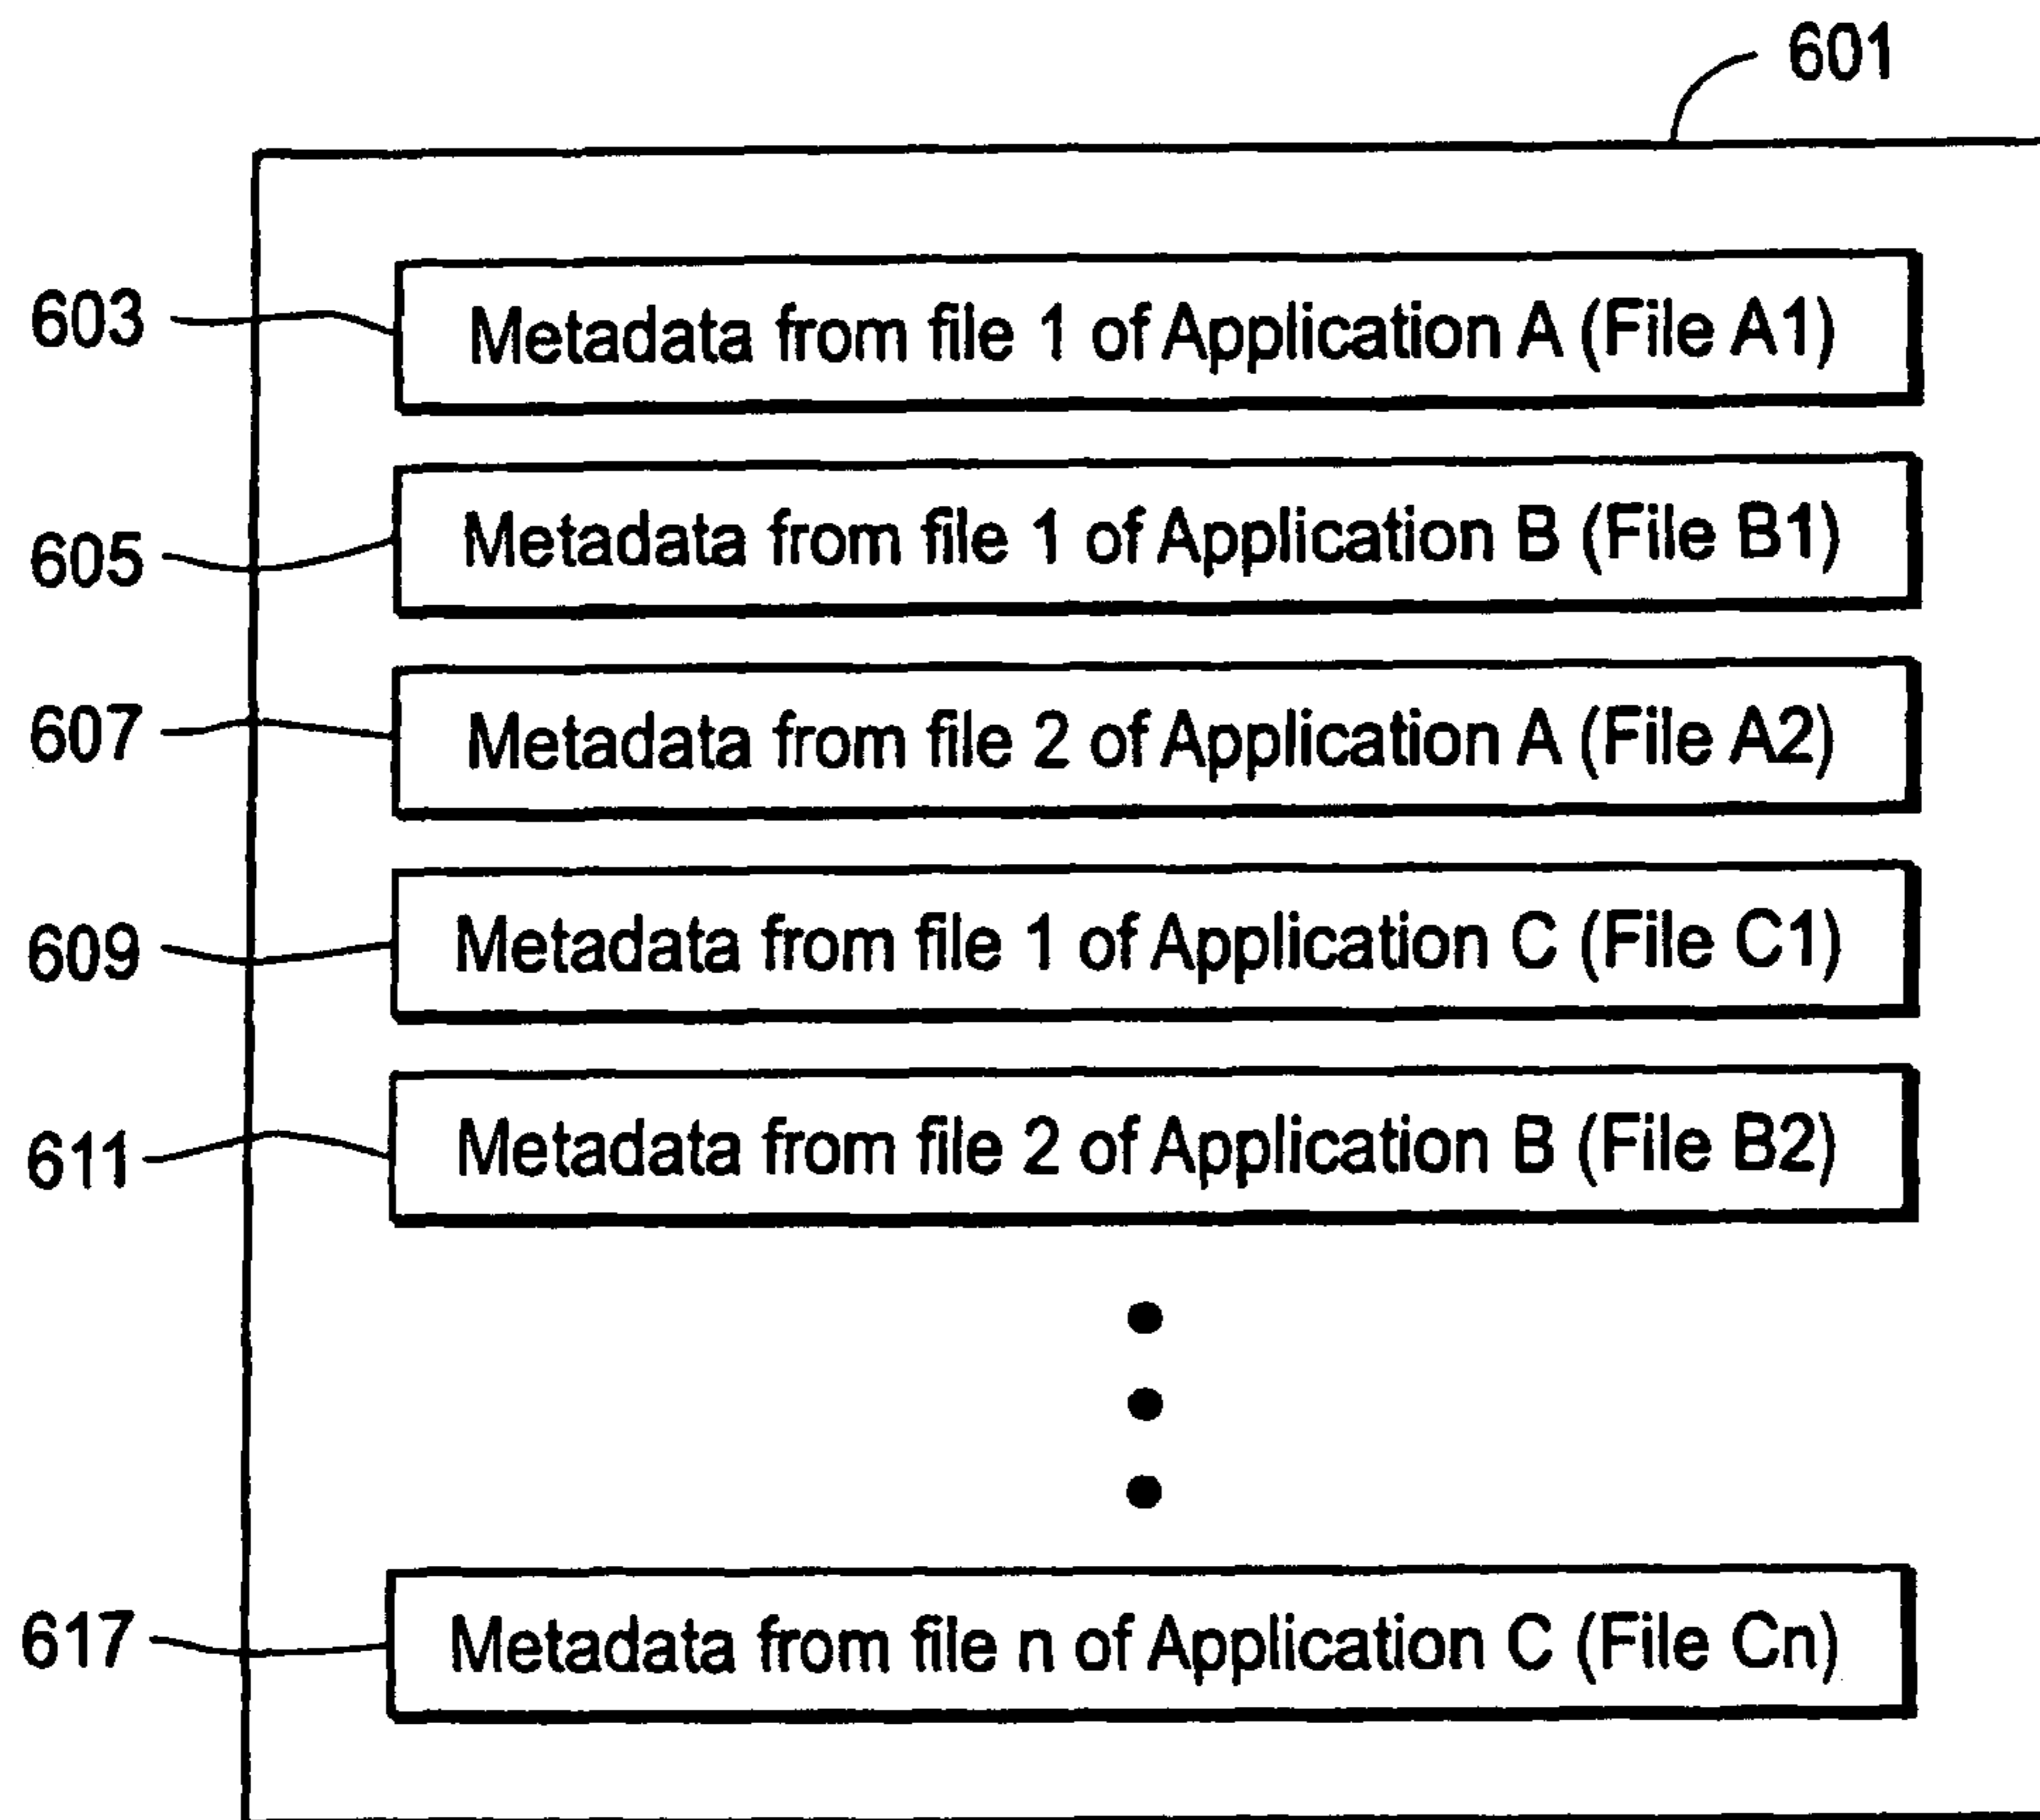 601
603 Metadata from file 1 of Application A (File A1)
605 Metadata from file 1 of Application B (File B1)
607 Metadata from file 2 of Application A (File A2)
609 Metadata from file 1 of Application C (File C1)
611 Metadata from file 2 of Application B (File B2)
617 Metadata from file n of Application C (File Cn)